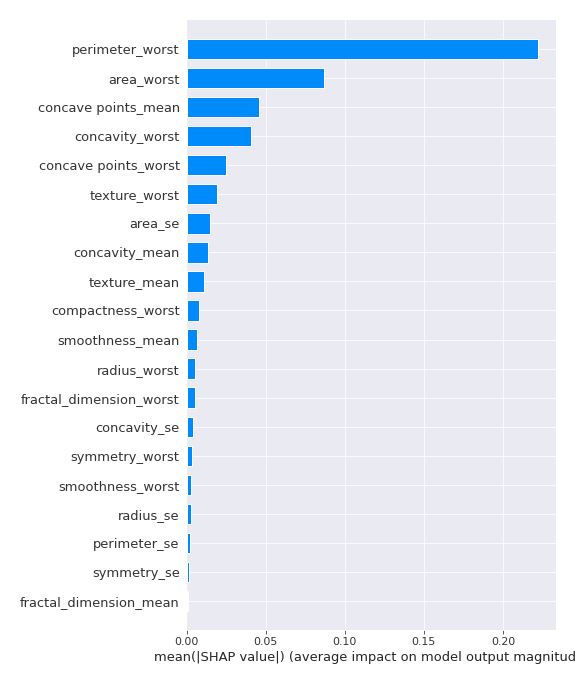 perimeter_worst
area_worst
concave points_mean
concavity_worst
concave points_worst
texture_worst
area_se
concavity_mean
texture_mean
compactness_worst
smoothness_mean
radius_worst
fractal_dimension_worst
concavity_se
symmetry_worst
smoothness_worst
radius_se
perimeter_se
symmetry_se
fractal_dimension_mean
0.00 0.05 0.10 0.15 0.20
mean(|SHAP value|) (average impact on model output magnitud